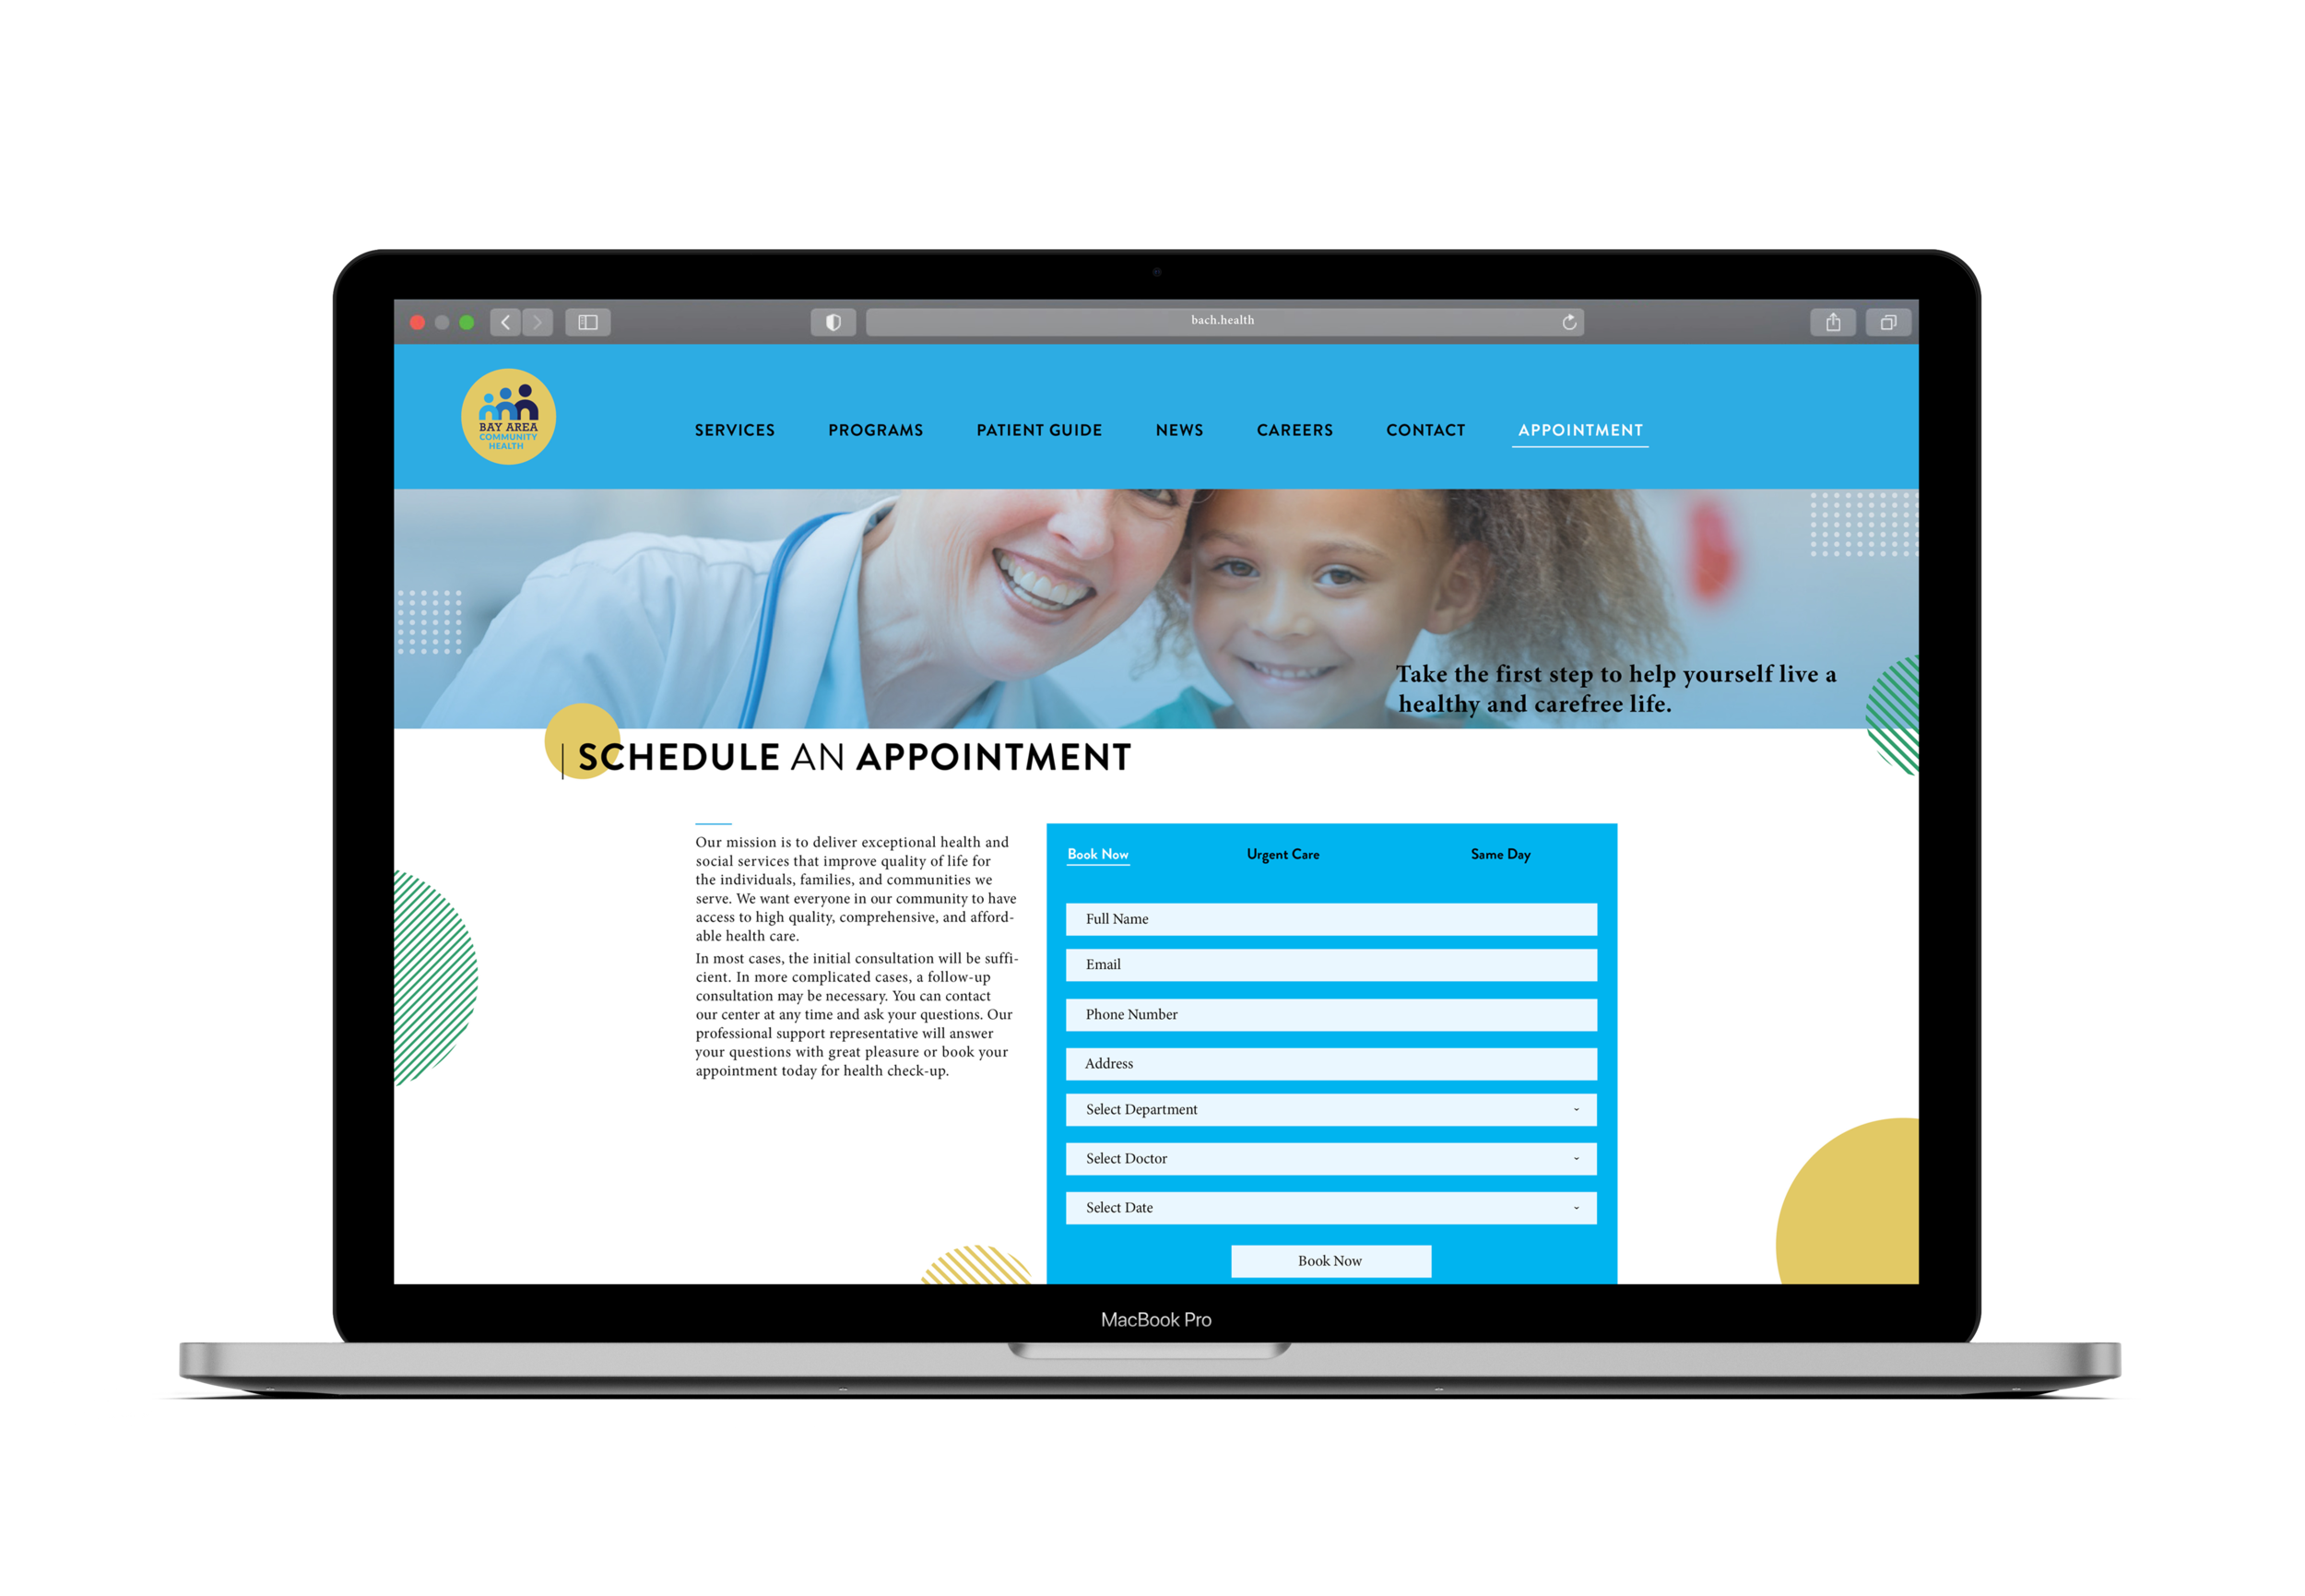 bach.health
BAY AREA
COMMUNITY
HEALTH
SERVICES PROGRAMS PATIENT GUIDE NEWS CAREERS CONTACT APPOINTMENT
Take the first step to help yourself live a
healthy and carefree life.
| SCHEDULE AN APPOINTMENT
Our mission is to deliver exceptional health and
social services that improve quality of life for
the individuals, families, and communities we
serve. We want everyone in our community to have
access to high quality, comprehensive, and afford-
able health care.
In most cases, the initial consultation will be suffi-
cient. In more complicated cases, a follow-up
consultation may be necessary. You can contact
our center at any time and ask your questions. Our
professional support representative will answer
your questions with great pleasure or book your
appointment today for health check-up.
Book Now Urgent Care Same Day
Full Name
Email
Phone Number
Address
Select Department
Select Doctor
Select Date
Book Now
MacBook Pro